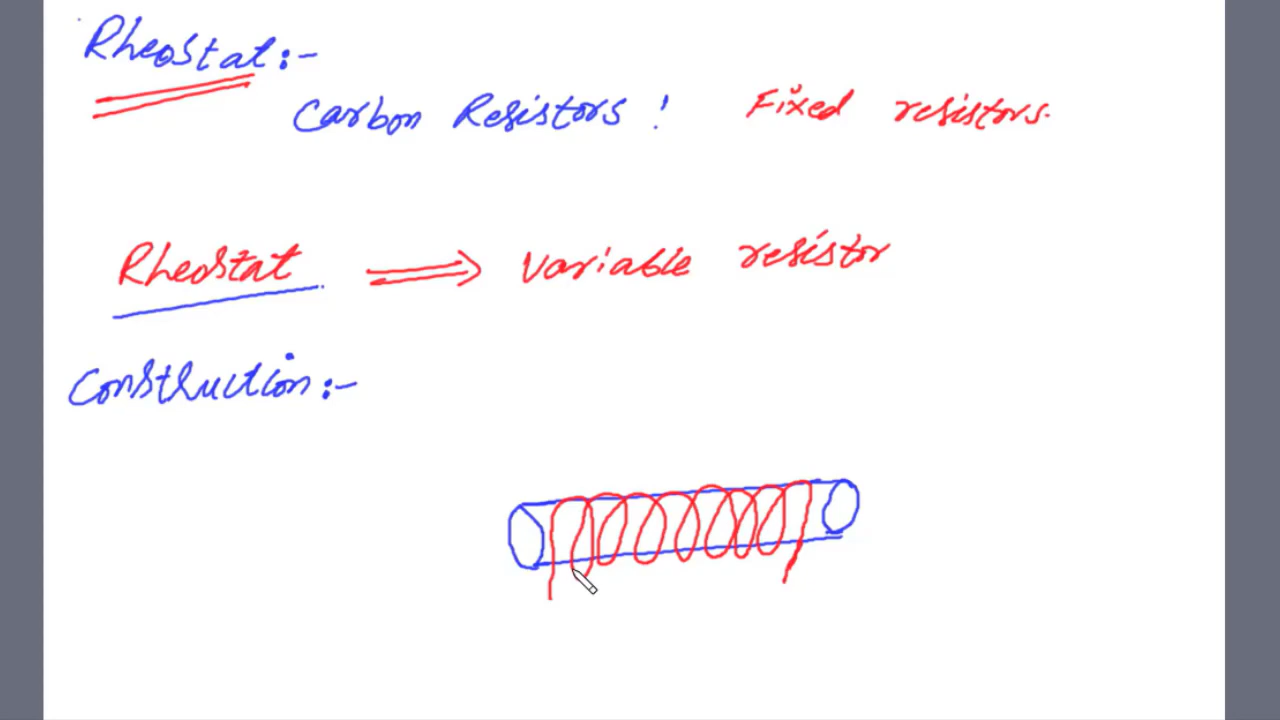 Rheostat:-
Carbon Resistors ! Fixed resistors.
Rheostat ⟹ Variable resistor
Construction:-